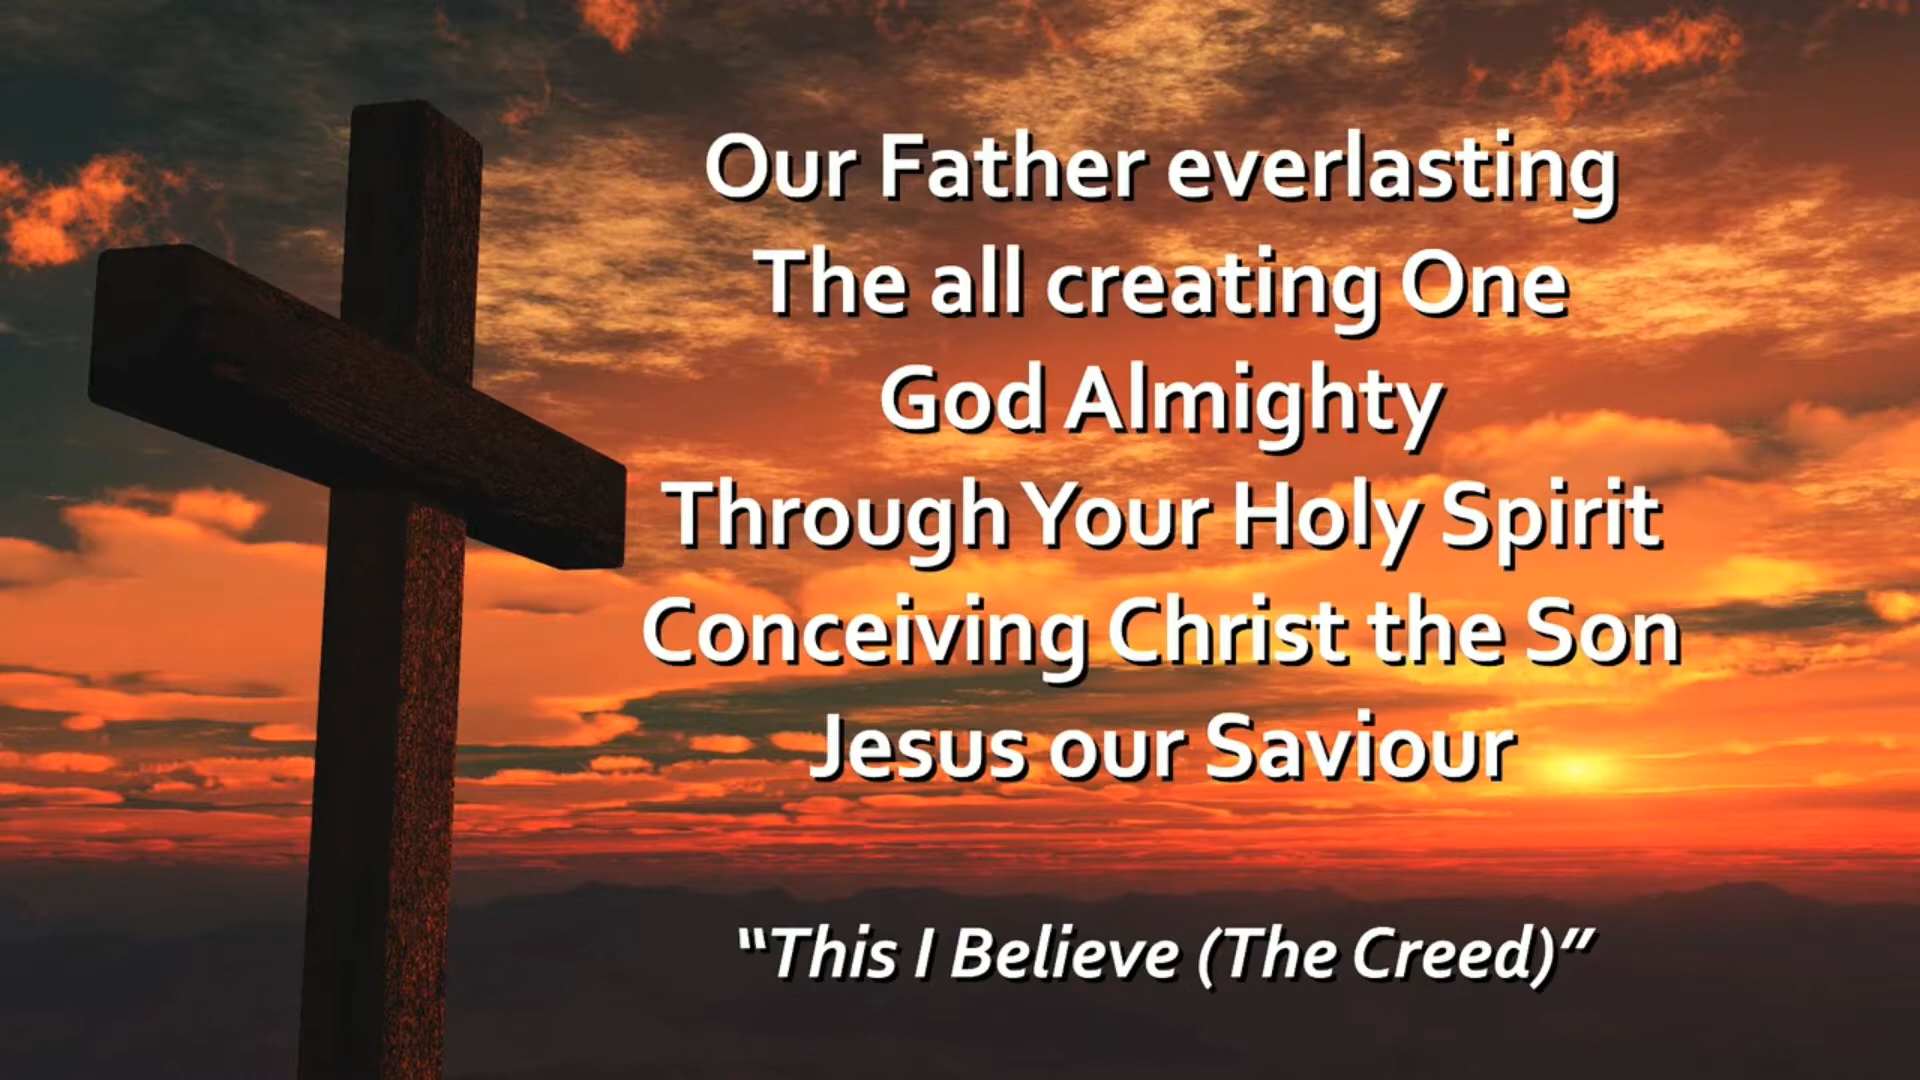 Our Father everlasting
The all creating One
God Almighty
Through Your Holy Spirit
Conceiving Christ the Son
Jesus our Saviour
“This I Believe (The Creed)”